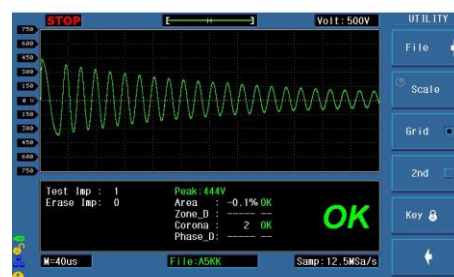 STOP
Volt:500V
UTILITY
750
600
450
300
150
0 V
150
300
450
600
750
File
Scale
Grid
2nd
Key
Test Imp : 1
Erase Imp: 0
Peak:444V
Area : -0.1% OK
Zone_D : ----- --
Corona : 2 OK
Phase_D: ----- --
OK
M=40us
File:A5KK
Samp:12.5MSa/s